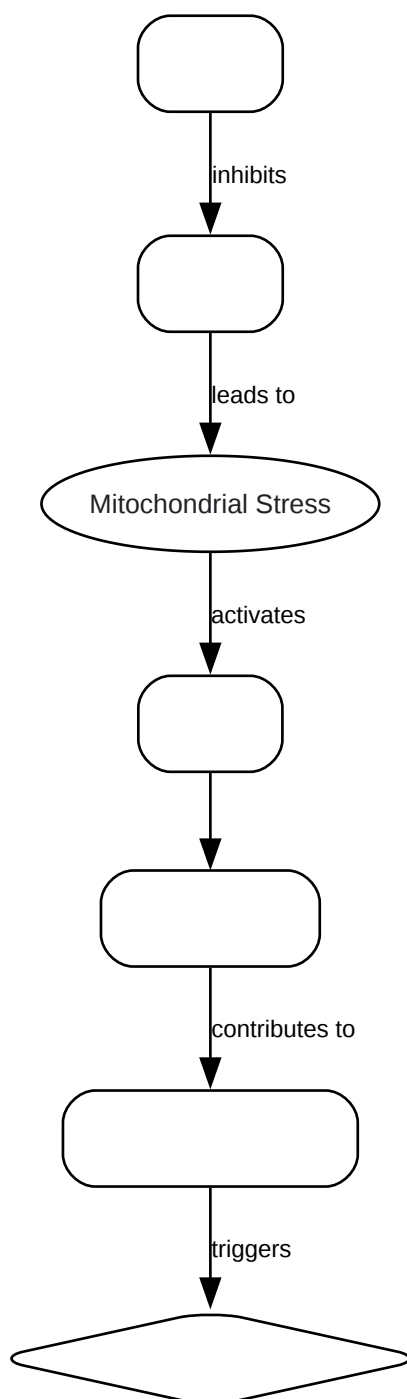 inhibits
leads to
Mitochondrial Stress
activates
contributes to
triggers